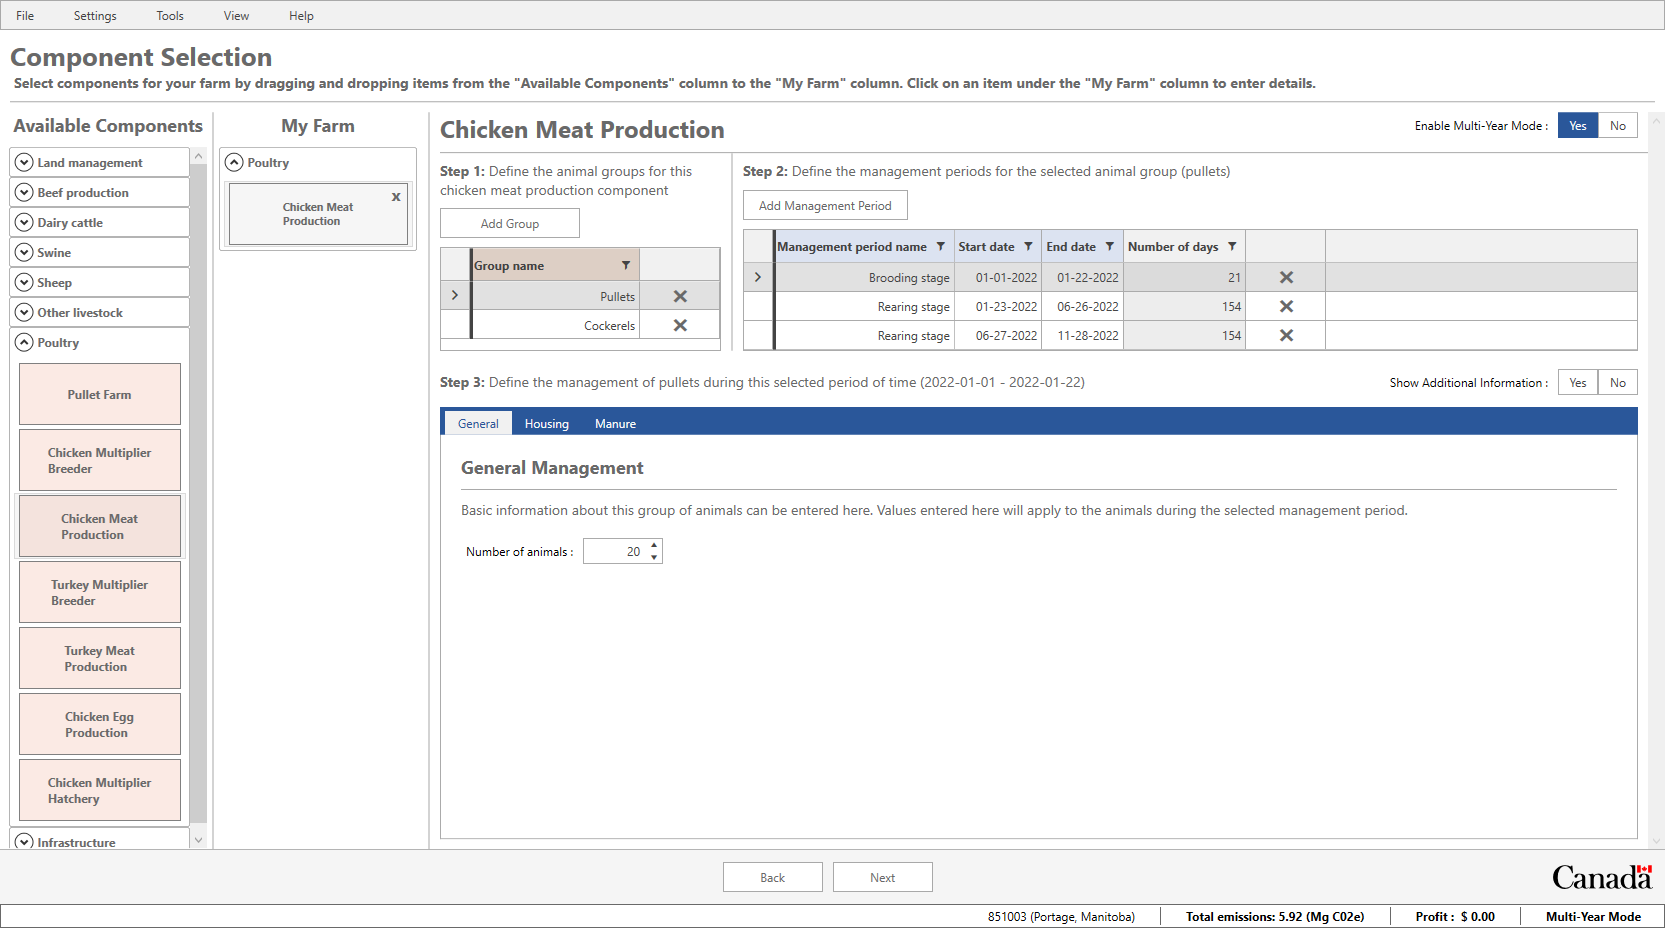 File Settings Tools View Help
Component Selection
Select components for your farm by dragging and dropping items from the "Available Components" column to the "My Farm" column. Click on an item under the "My Farm" column to enter details.
Available Components
Land management
Beef production
Dairy cattle
Swine
Sheep
Other livestock
Poultry
Pullet Farm
Chicken Multiplier
Breeder
Chicken Meat
Production
Turkey Multiplier
Breeder
Turkey Meat
Production
Chicken Egg
Production
Chicken Multiplier
Hatchery
Infrastructure
My Farm
Poultry
Chicken Meat
Production
x
Chicken Meat Production
Enable Multi-Year Mode : Yes No
Step 1: Define the animal groups for this
chicken meat production component
Add Group
Group name
Pullets
Cockerels
Step 2: Define the management periods for the selected animal group (pullets)
Add Management Period
Management period name Start date End date Number of days
Brooding stage 01-01-2022 01-22-2022 21
Rearing stage 01-23-2022 06-26-2022 154
Rearing stage 06-27-2022 11-28-2022 154
Step 3: Define the management of pullets during this selected period of time (2022-01-01 - 2022-01-22)
Show Additional Information : Yes No
General Housing Manure
General Management
Basic information about this group of animals can be entered here. Values entered here will apply to the animals during the selected management period.
Number of animals : 20
Back Next
Canada
851003 (Portage, Manitoba) Total emissions: 5.92 (Mg C02e) Profit : $ 0.00 Multi-Year Mode